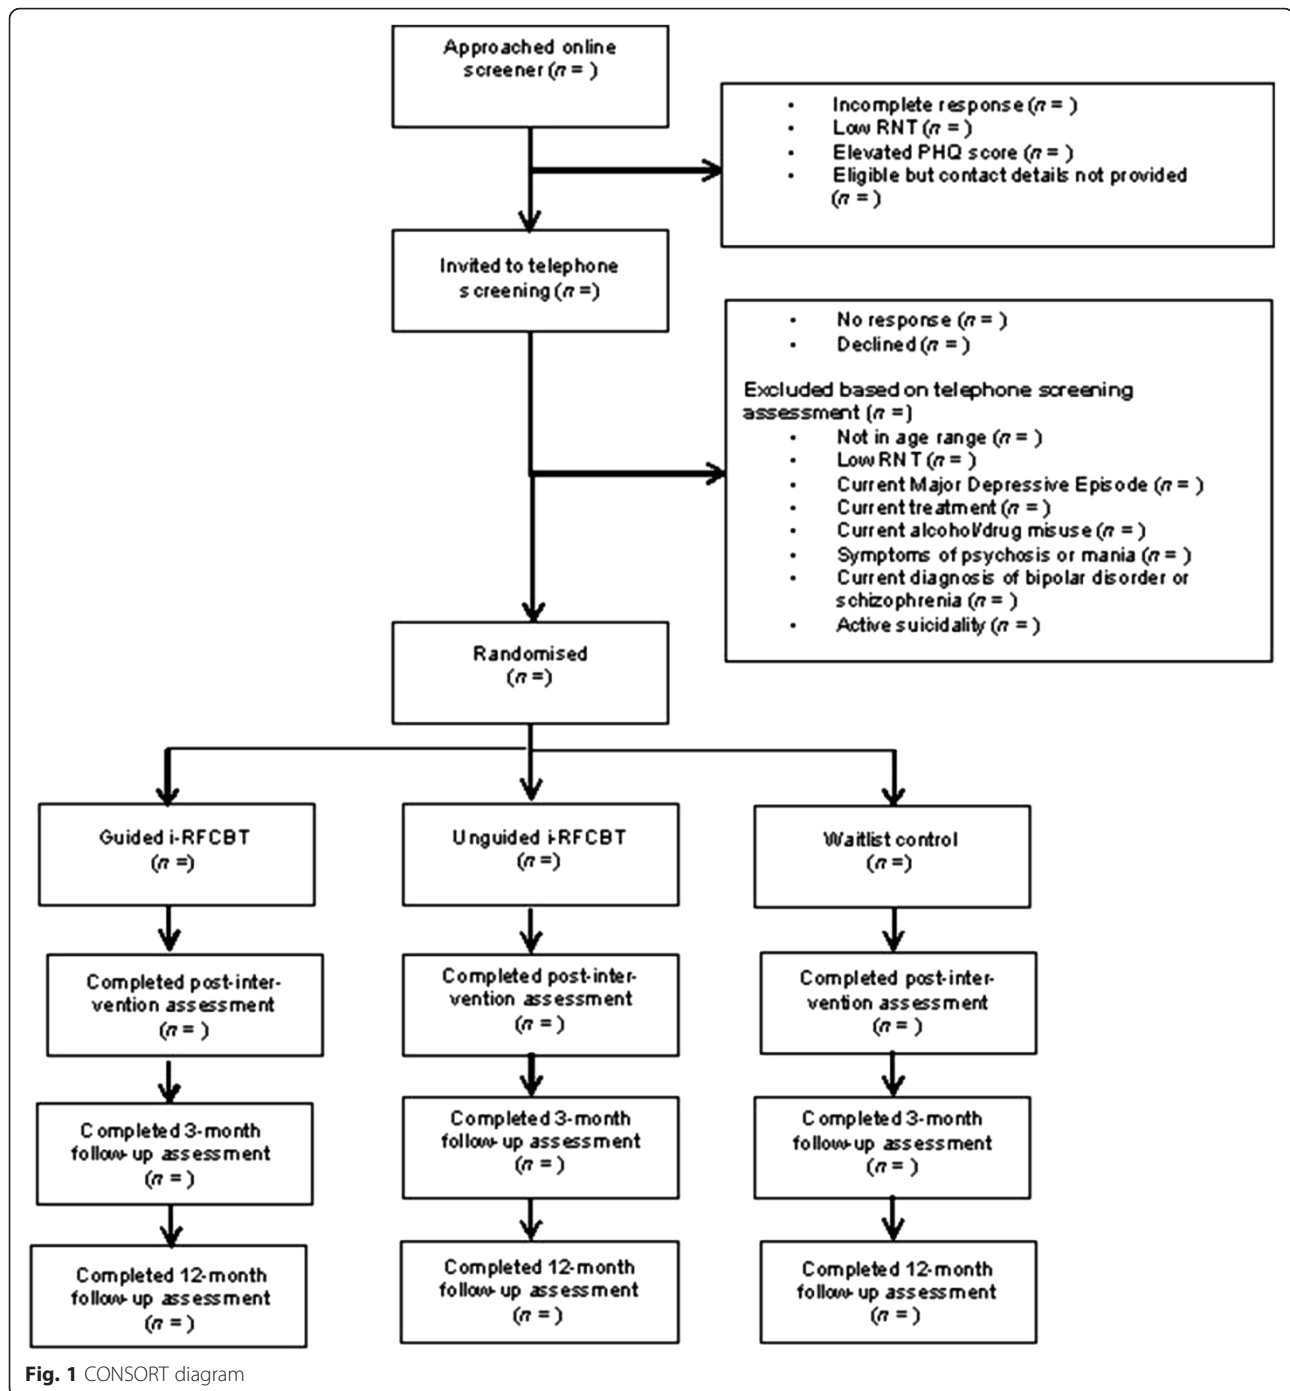 Approached online
screener (n = )
• Incomplete response (n = )
• Low RNT (n = )
• Elevated PHQ score (n = )
• Eligible but contact details not provided
(n = )
Invited to telephone
screening (n =)
• No response (n = )
• Declined (n = )
Excluded based on telephone screening
assessment (n =)
• Not in age range (n = )
• Low RNT (n = )
• Current Major Depressive Episode (n = )
• Current treatment (n = )
• Current alcohol/drug misuse (n = )
• Symptoms of psychosis or mania (n = )
• Current diagnosis of bipolar disorder or
schizophrenia (n = )
• Active suicidality (n = )
Randomised
(n =)
Guided i-RFCBT
(n =)
Unguided i-RFCBT
(n =)
Waitlist control
(n =)
Completed post-inter-
vention assessment
(n = )
Completed post-inter-
vention assessment
(n = )
Completed post-inter-
vention assessment
(n = )
Completed 3-month
follow-up assessment
(n = )
Completed 3-month
follow-up assessment
(n = )
Completed 3-month
follow-up assessment
(n = )
Completed 12-month
follow-up assessment
(n = )
Completed 12-month
follow-up assessment
(n = )
Completed 12-month
follow-up assessment
(n = )
Fig. 1 CONSORT diagram